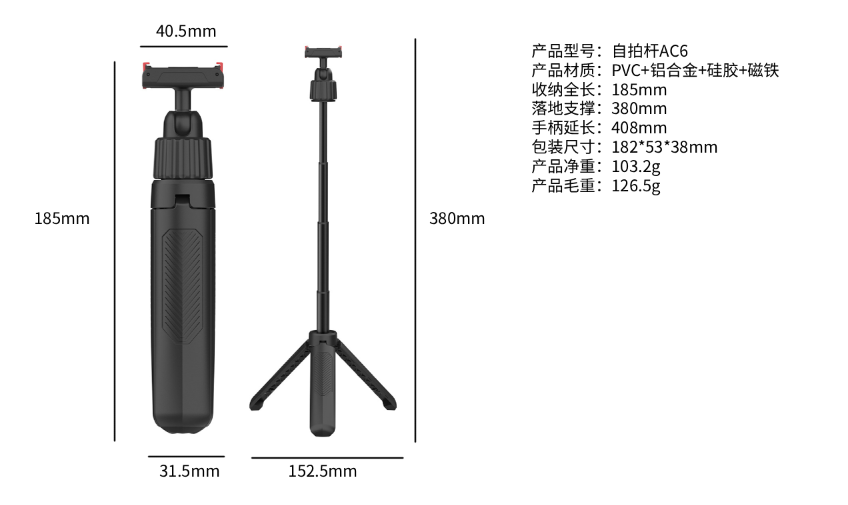 40.5mm
185mm
380mm
31.5mm
152.5mm
产品型号：自拍杆AC6
产品材质：PVC+铝合金+硅胶+磁铁
收纳全长：185mm
落地支撑：380mm
手柄延长：408mm
包装尺寸：182*53*38mm
产品净重：103.2g
产品毛重：126.5g